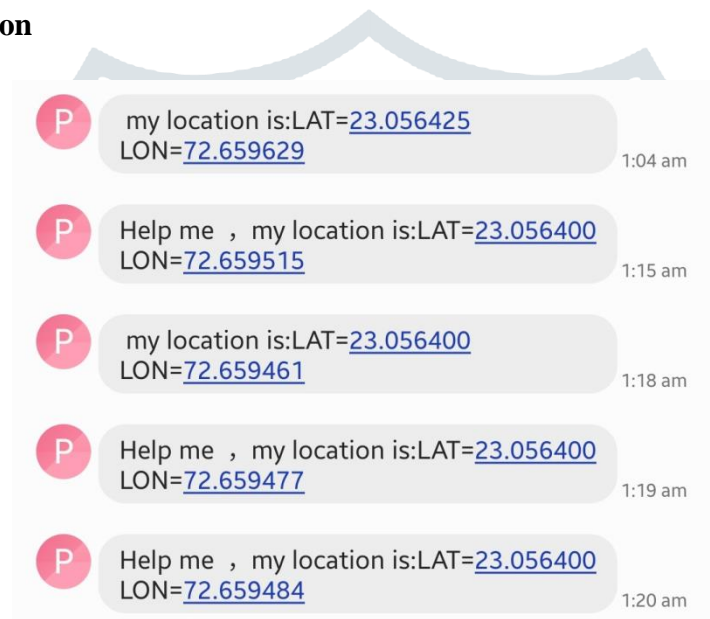 on
P
my location is:LAT=23.056425
LON=72.659629
1:04 am
P
Help me ，my location is:LAT=23.056400
LON=72.659515
1:15 am
P
my location is:LAT=23.056400
LON=72.659461
1:18 am
P
Help me ，my location is:LAT=23.056400
LON=72.659477
1:19 am
P
Help me ，my location is:LAT=23.056400
LON=72.659484
1:20 am